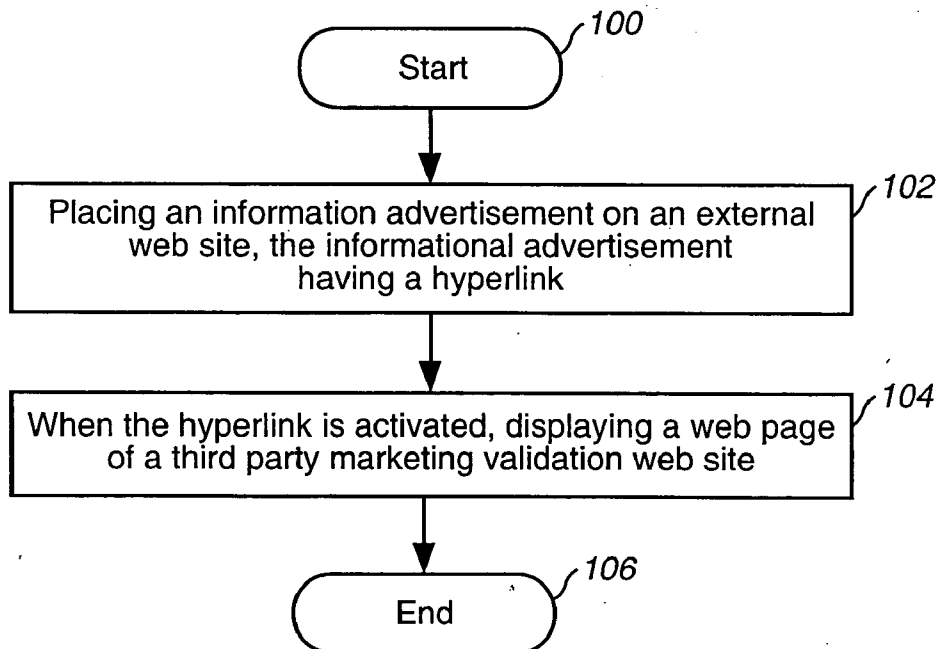 100
Start
102
Placing an information advertisement on an external
web site, the informational advertisement
having a hyperlink
104
When the hyperlink is activated, displaying a web page
of a third party marketing validation web site
106
End